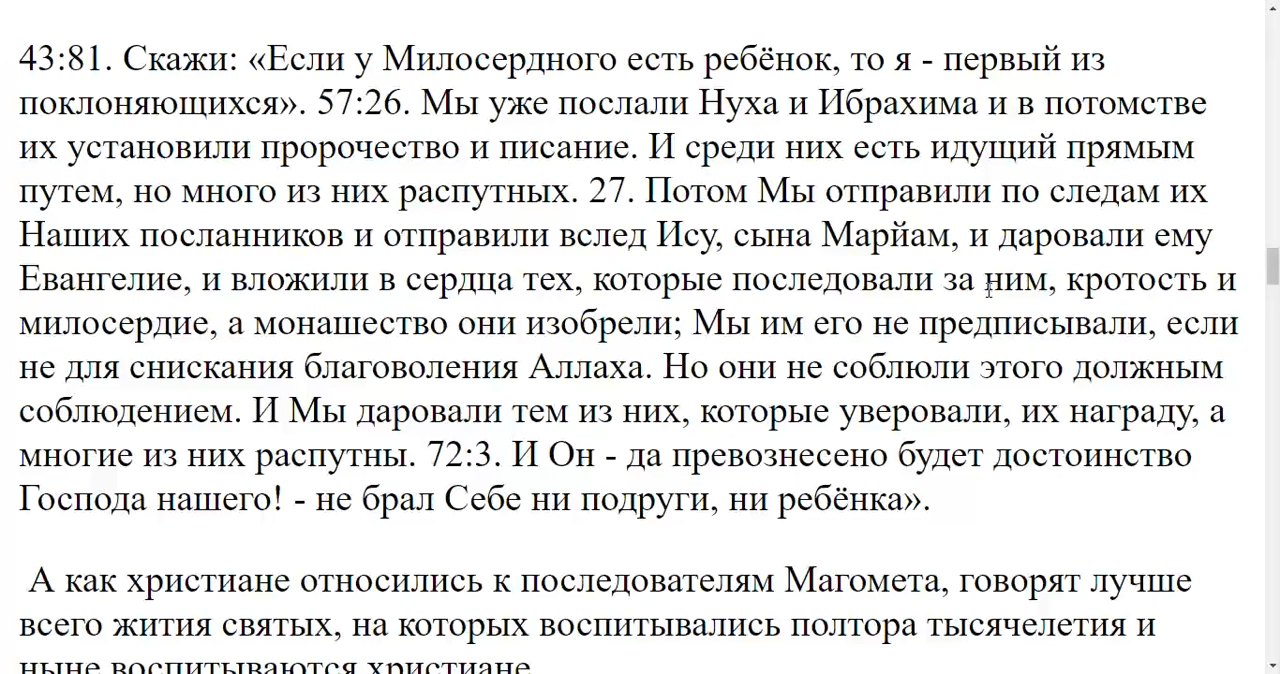 43:81. Скажи: «Если у Милосердного есть ребёнок, то я - первый из
поклоняющихся». 57:26. Мы уже послали Нуха и Ибрахима и в потомстве
их установили пророчество и писание. И среди них есть идущий прямым
путем, но много из них распутных. 27. Потом Мы отправили по следам их
Наших посланников и отправили вслед Ису, сына Марйам, и даровали ему
Евангелие, и вложили в сердца тех, которые последовали за ним, кротость и
милосердие, а монашество они изобрели; Мы им его не предписывали, если
не для снискания благоволения Аллаха. Но они не соблюли этого должным
соблюдением. И Мы даровали тем из них, которые уверовали, их награду, а
многие из них распутны. 72:3. И Он - да превознесено будет достоинство
Господа нашего! - не брал Себе ни подруги, ни ребёнка».
А как христиане относились к последователям Магомета, говорят лучше
всего жития святых, на которых воспитывались полтора тысячелетия и
ныне воспитываются христиане